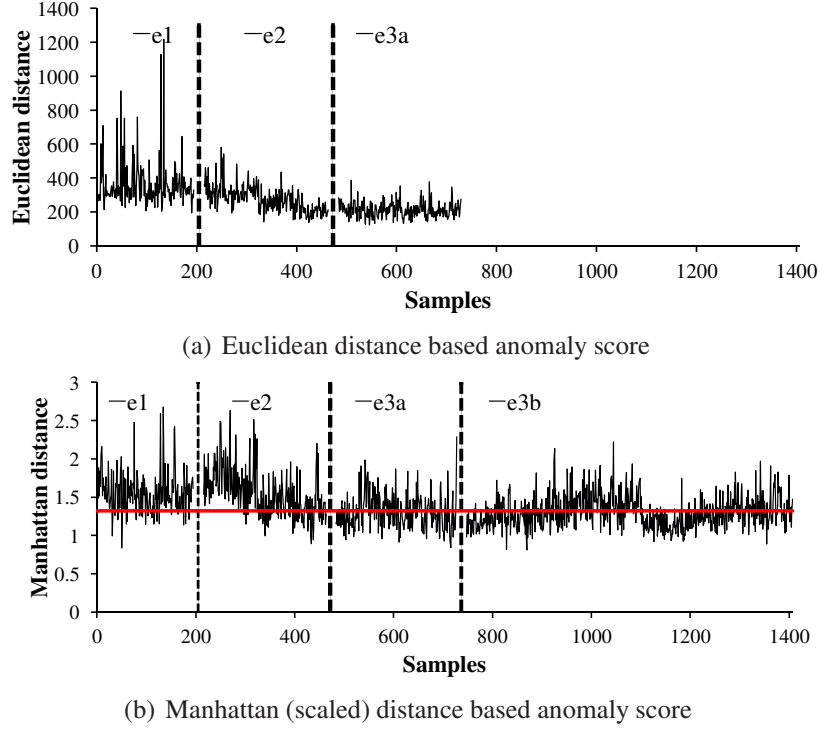 1400
1200
1000
800
600
400
200
0
Euclidean distance
—e1
—e2
—e3a
0 200 400 600 800 1000 1200 1400
Samples
(a) Euclidean distance based anomaly score
3
2.5
2
1.5
1
0.5
0
Manhattan distance
—e1
—e2
—e3a
—e3b
0 200 400 600 800 1000 1200 1400
Samples
(b) Manhattan (scaled) distance based anomaly score